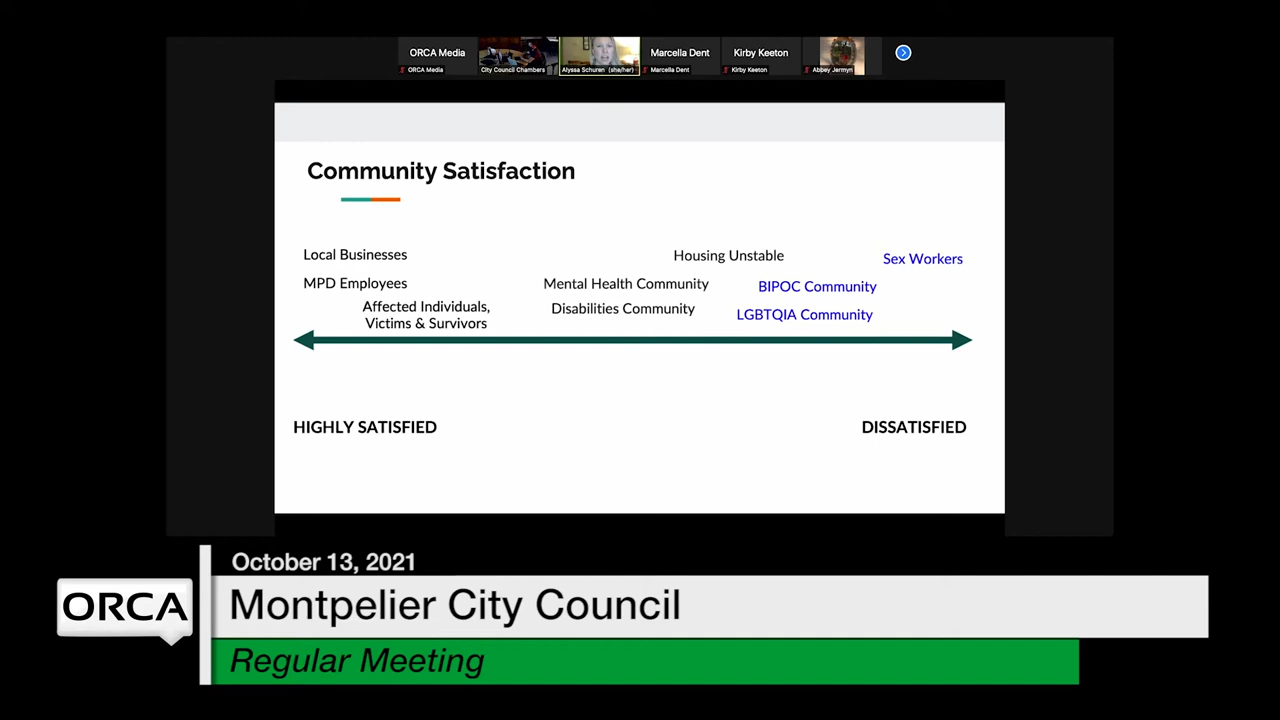 ORCA Media
Marcella Dent
Kirby Keeton
ORCA Media
City Council Chambers
Alyssa Schuren (she/her)
Marcella Dent
Kirby Keeton
Abbey Jermyn
Community Satisfaction
Local Businesses
Housing Unstable
Sex Workers
MPD Employees
Mental Health Community
BIPOC Community
Affected Individuals,
Victims & Survivors
Disabilities Community
LGBTQIA Community
HIGHLY SATISFIED
DISSATISFIED
October 13, 2021
ORCA
Montpelier City Council
Regular Meeting